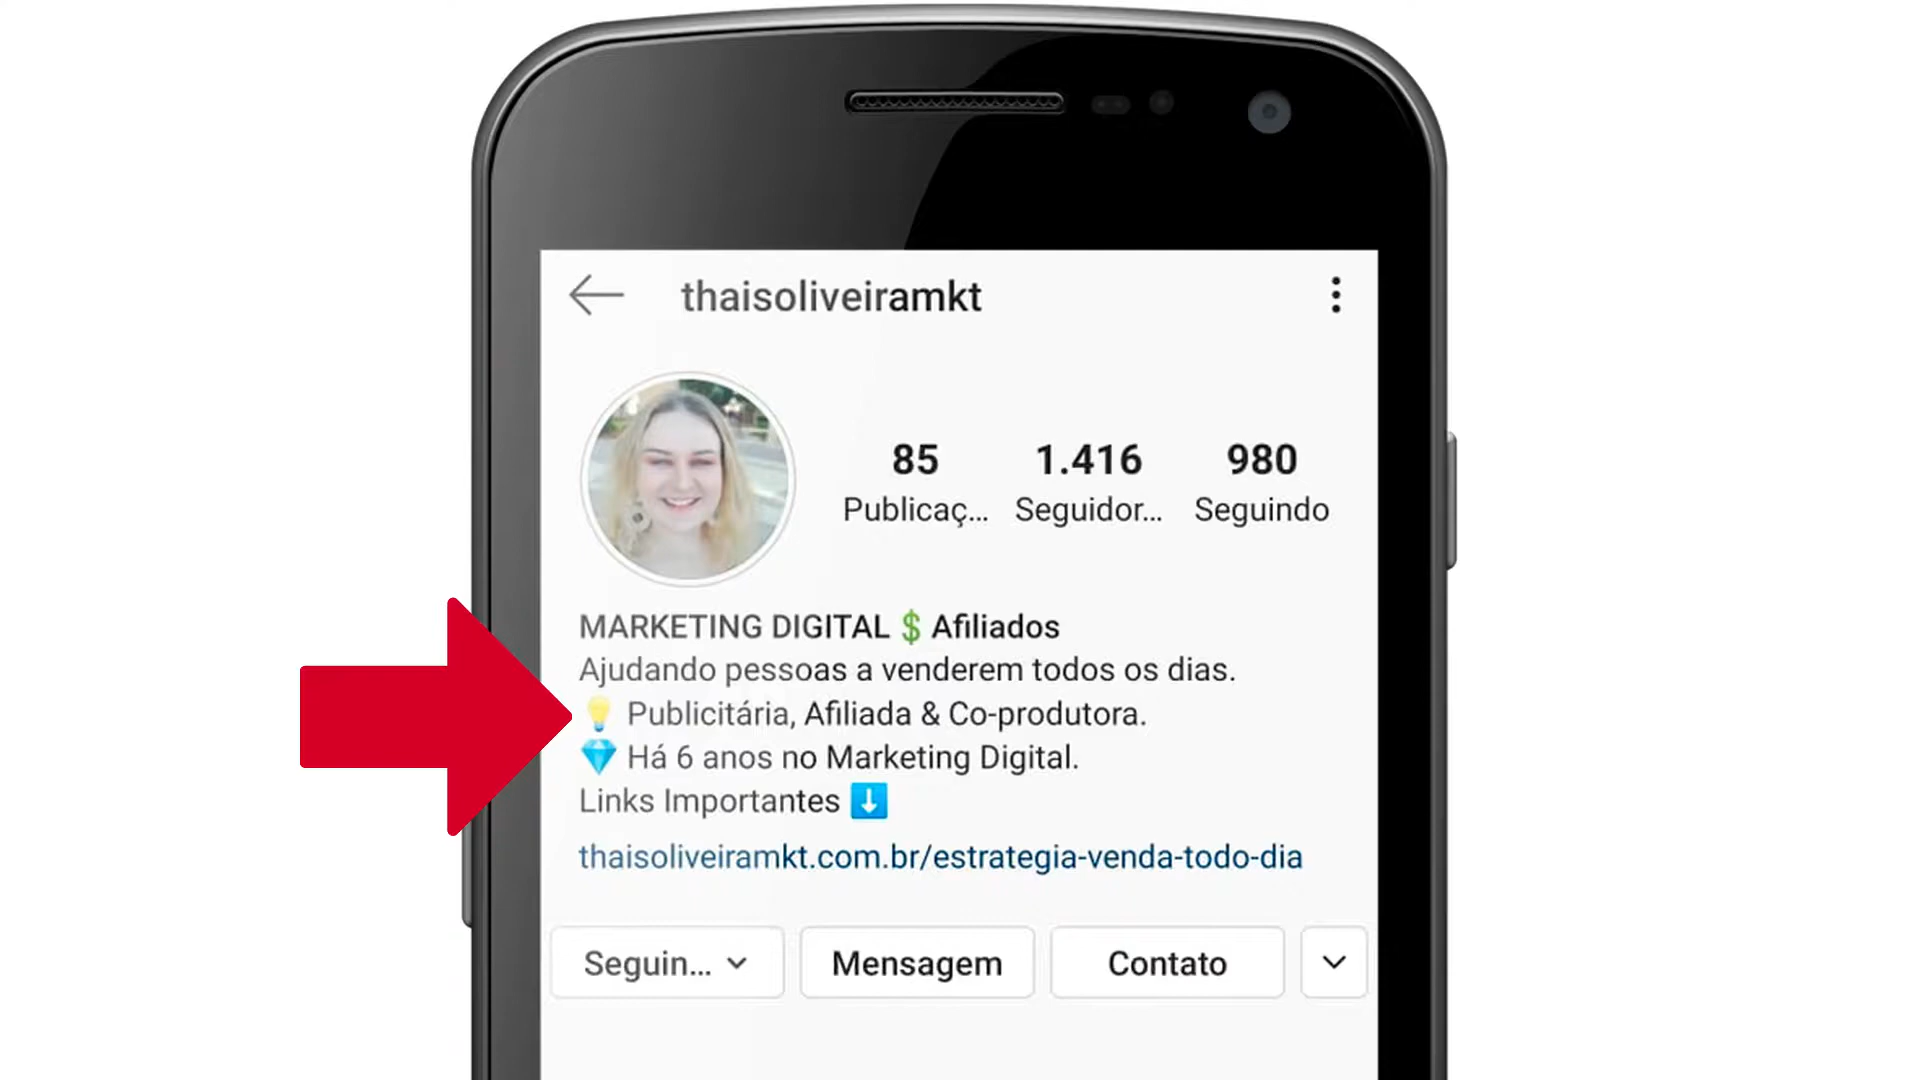 thaisoliveiramkt
85 1.416 980
Publicaç... Seguidor... Seguindo
MARKETING DIGITAL 💲 Afiliados
Ajudando pessoas a venderem todos os dias.
💡 Publicitária, Afiliada & Co-produtora.
💎 Há 6 anos no Marketing Digital.
Links Importantes ⬇️
thaisoliveiramkt.com.br/estrategia-venda-todo-dia
Seguin... Mensagem Contato